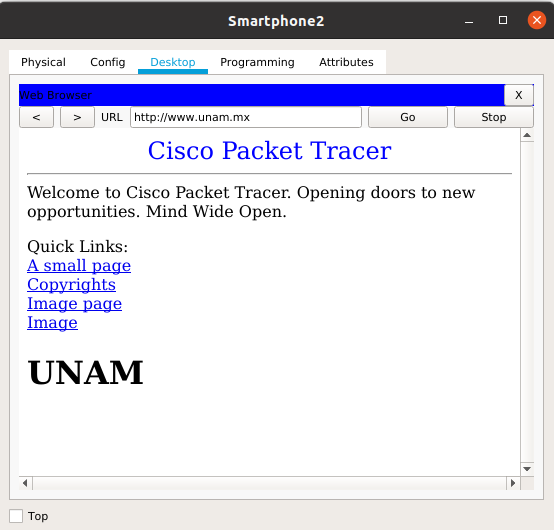 Smartphone2
Physical Config Desktop Programming Attributes
Web Browser X
< > URL http://www.unam.mx Go Stop
Cisco Packet Tracer
Welcome to Cisco Packet Tracer. Opening doors to new
opportunities. Mind Wide Open.
Quick Links:
A small page
Copyrights
Image page
Image
UNAM
Top